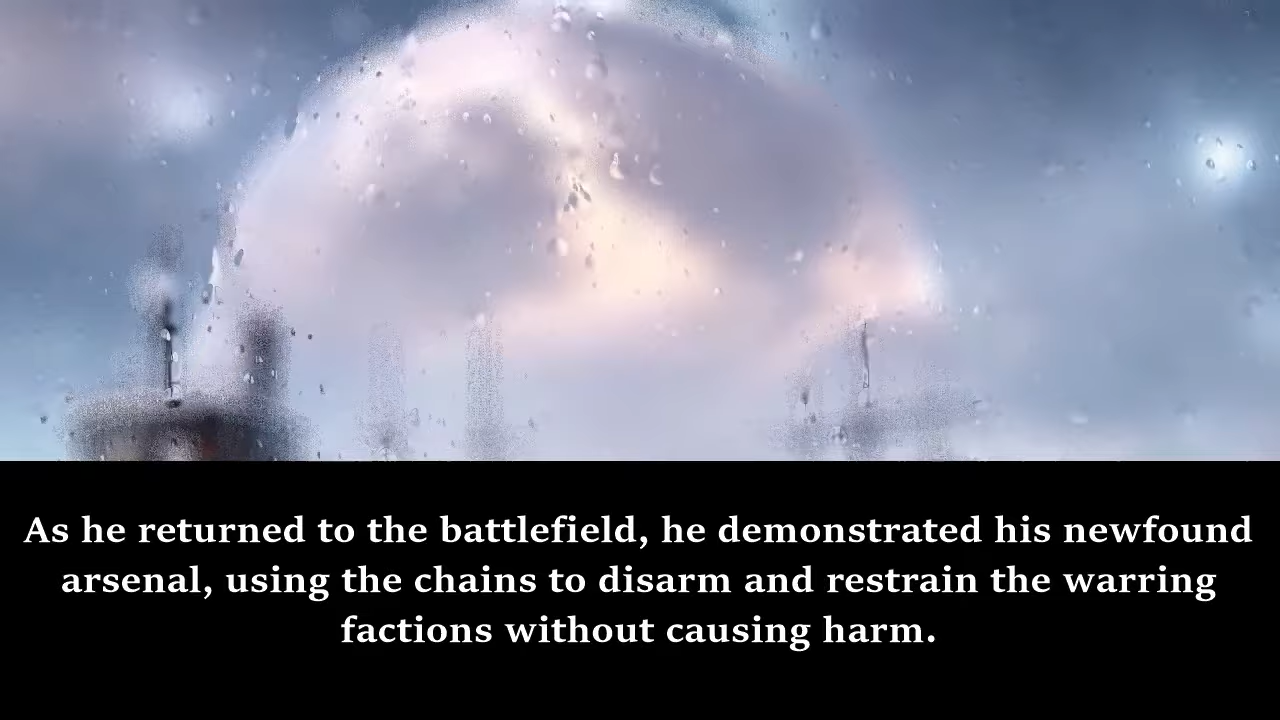 As he returned to the battlefield, he demonstrated his newfound
arsenal, using the chains to disarm and restrain the warring
factions without causing harm.